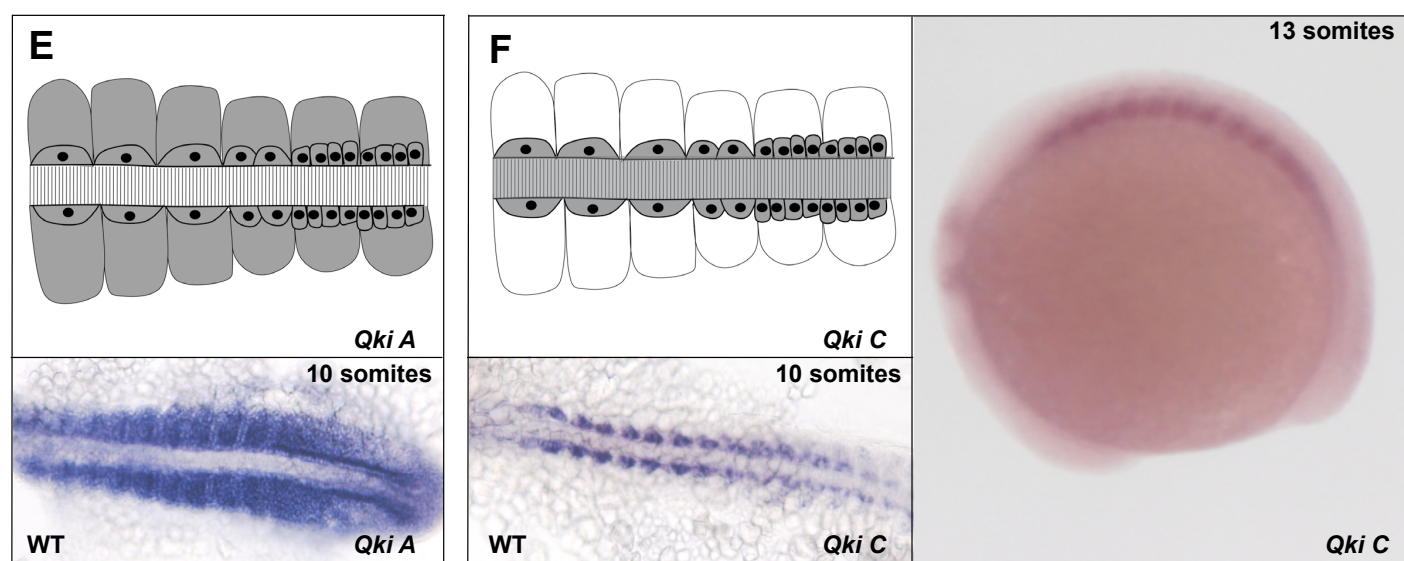 E
Qki A
10 somites
WT
Qki A
F
Qki C
10 somites
WT
Qki C
13 somites
Qki C